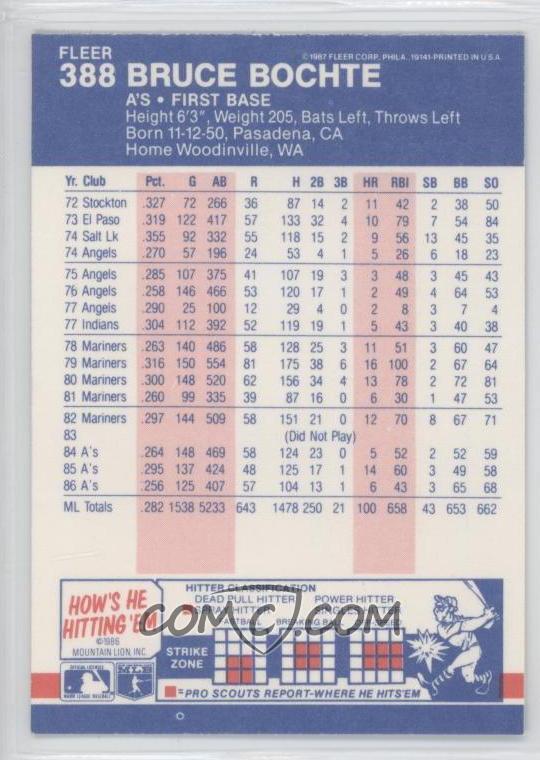 FLEER
©1987 FLEER CORP., PHILA., 19141-PRINTED IN U.S.A.
388 BRUCE BOCHTE
A'S • FIRST BASE
Height 6'3", Weight 205, Bats Left, Throws Left
Born 11-12-50, Pasadena, CA
Home Woodinville, WA
Yr. Club Pct. G AB R H 2B 3B HR RBI SB BB SO
72 Stockton .327 72 266 36 87 14 2 11 42 2 38 50
73 El Paso .319 122 417 57 133 32 4 10 79 7 54 84
74 Salt Lk .355 92 332 55 118 15 2 9 56 13 45 35
74 Angels .270 57 196 24 53 4 1 5 26 6 18 23
75 Angels .285 107 375 41 107 19 3 3 48 3 45 43
76 Angels .258 146 466 53 120 17 1 2 49 4 64 53
77 Angels .290 25 100 12 29 4 0 2 8 3 7 4
77 Indians .304 112 392 52 119 19 1 5 43 3 40 38
78 Mariners .263 140 486 58 128 25 3 11 51 3 60 47
79 Mariners .316 150 554 81 175 38 6 16 100 2 67 64
80 Mariners .300 148 520 62 156 34 4 13 78 2 72 81
81 Mariners .260 99 335 39 87 16 0 6 30 1 47 53
82 Mariners .297 144 509 58 151 21 0 12 70 8 67 71
83 (Did Not Play)
84 A's .264 148 469 58 124 23 0 5 52 2 52 59
85 A's .295 137 424 48 125 17 1 14 60 3 49 58
86 A's .256 125 407 57 104 13 1 6 43 3 65 68
ML Totals .282 1538 5233 643 1478 250 21 100 658 43 653 662
HOW'S HE
HITTING 'EM
©1986
MOUNTAIN LION, INC.
HITTER CLASSIFICATION
DEAD PULL HITTER POWER HITTER
SPRAY HITTER SINGLES HITTER
FASTBALL BREAKING BALL OFF-SPEED
STRIKE
ZONE
=PRO SCOUTS REPORT-WHERE HE HITS'EM
OFFICIAL LICENSEE
MAJOR LEAGUE BASEBALL
COMC.COM